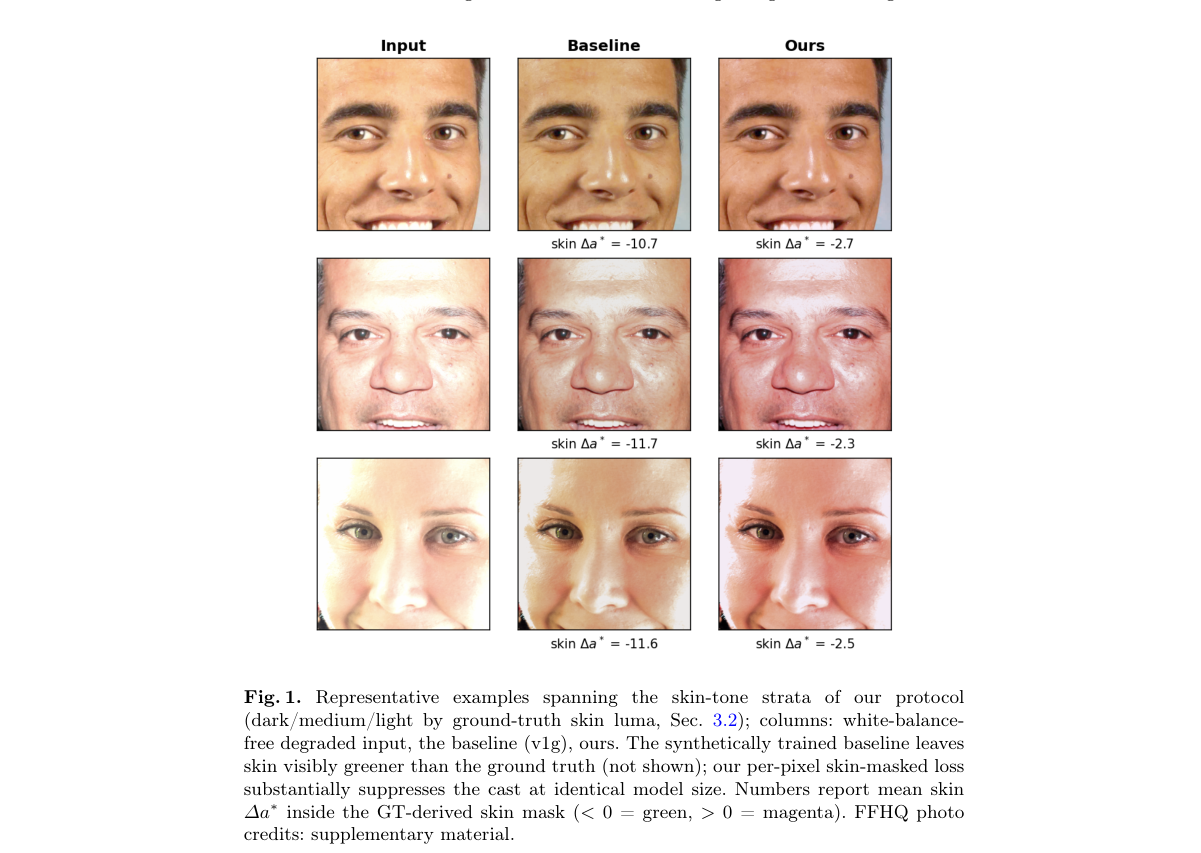 Input Baseline Ours
skin Δa* = -10.7 skin Δa* = -2.7
skin Δa* = -11.7 skin Δa* = -2.3
skin Δa* = -11.6 skin Δa* = -2.5
Fig. 1. Representative examples spanning the skin-tone strata of our protocol
(dark/medium/light by ground-truth skin luma, Sec. 3.2); columns: white-balance-
free degraded input, the baseline (v1g), ours. The synthetically trained baseline leaves
skin visibly greener than the ground truth (not shown); our per-pixel skin-masked loss
substantially suppresses the cast at identical model size. Numbers report mean skin
Δa* inside the GT-derived skin mask (< 0 = green, > 0 = magenta). FFHQ photo
credits: supplementary material.